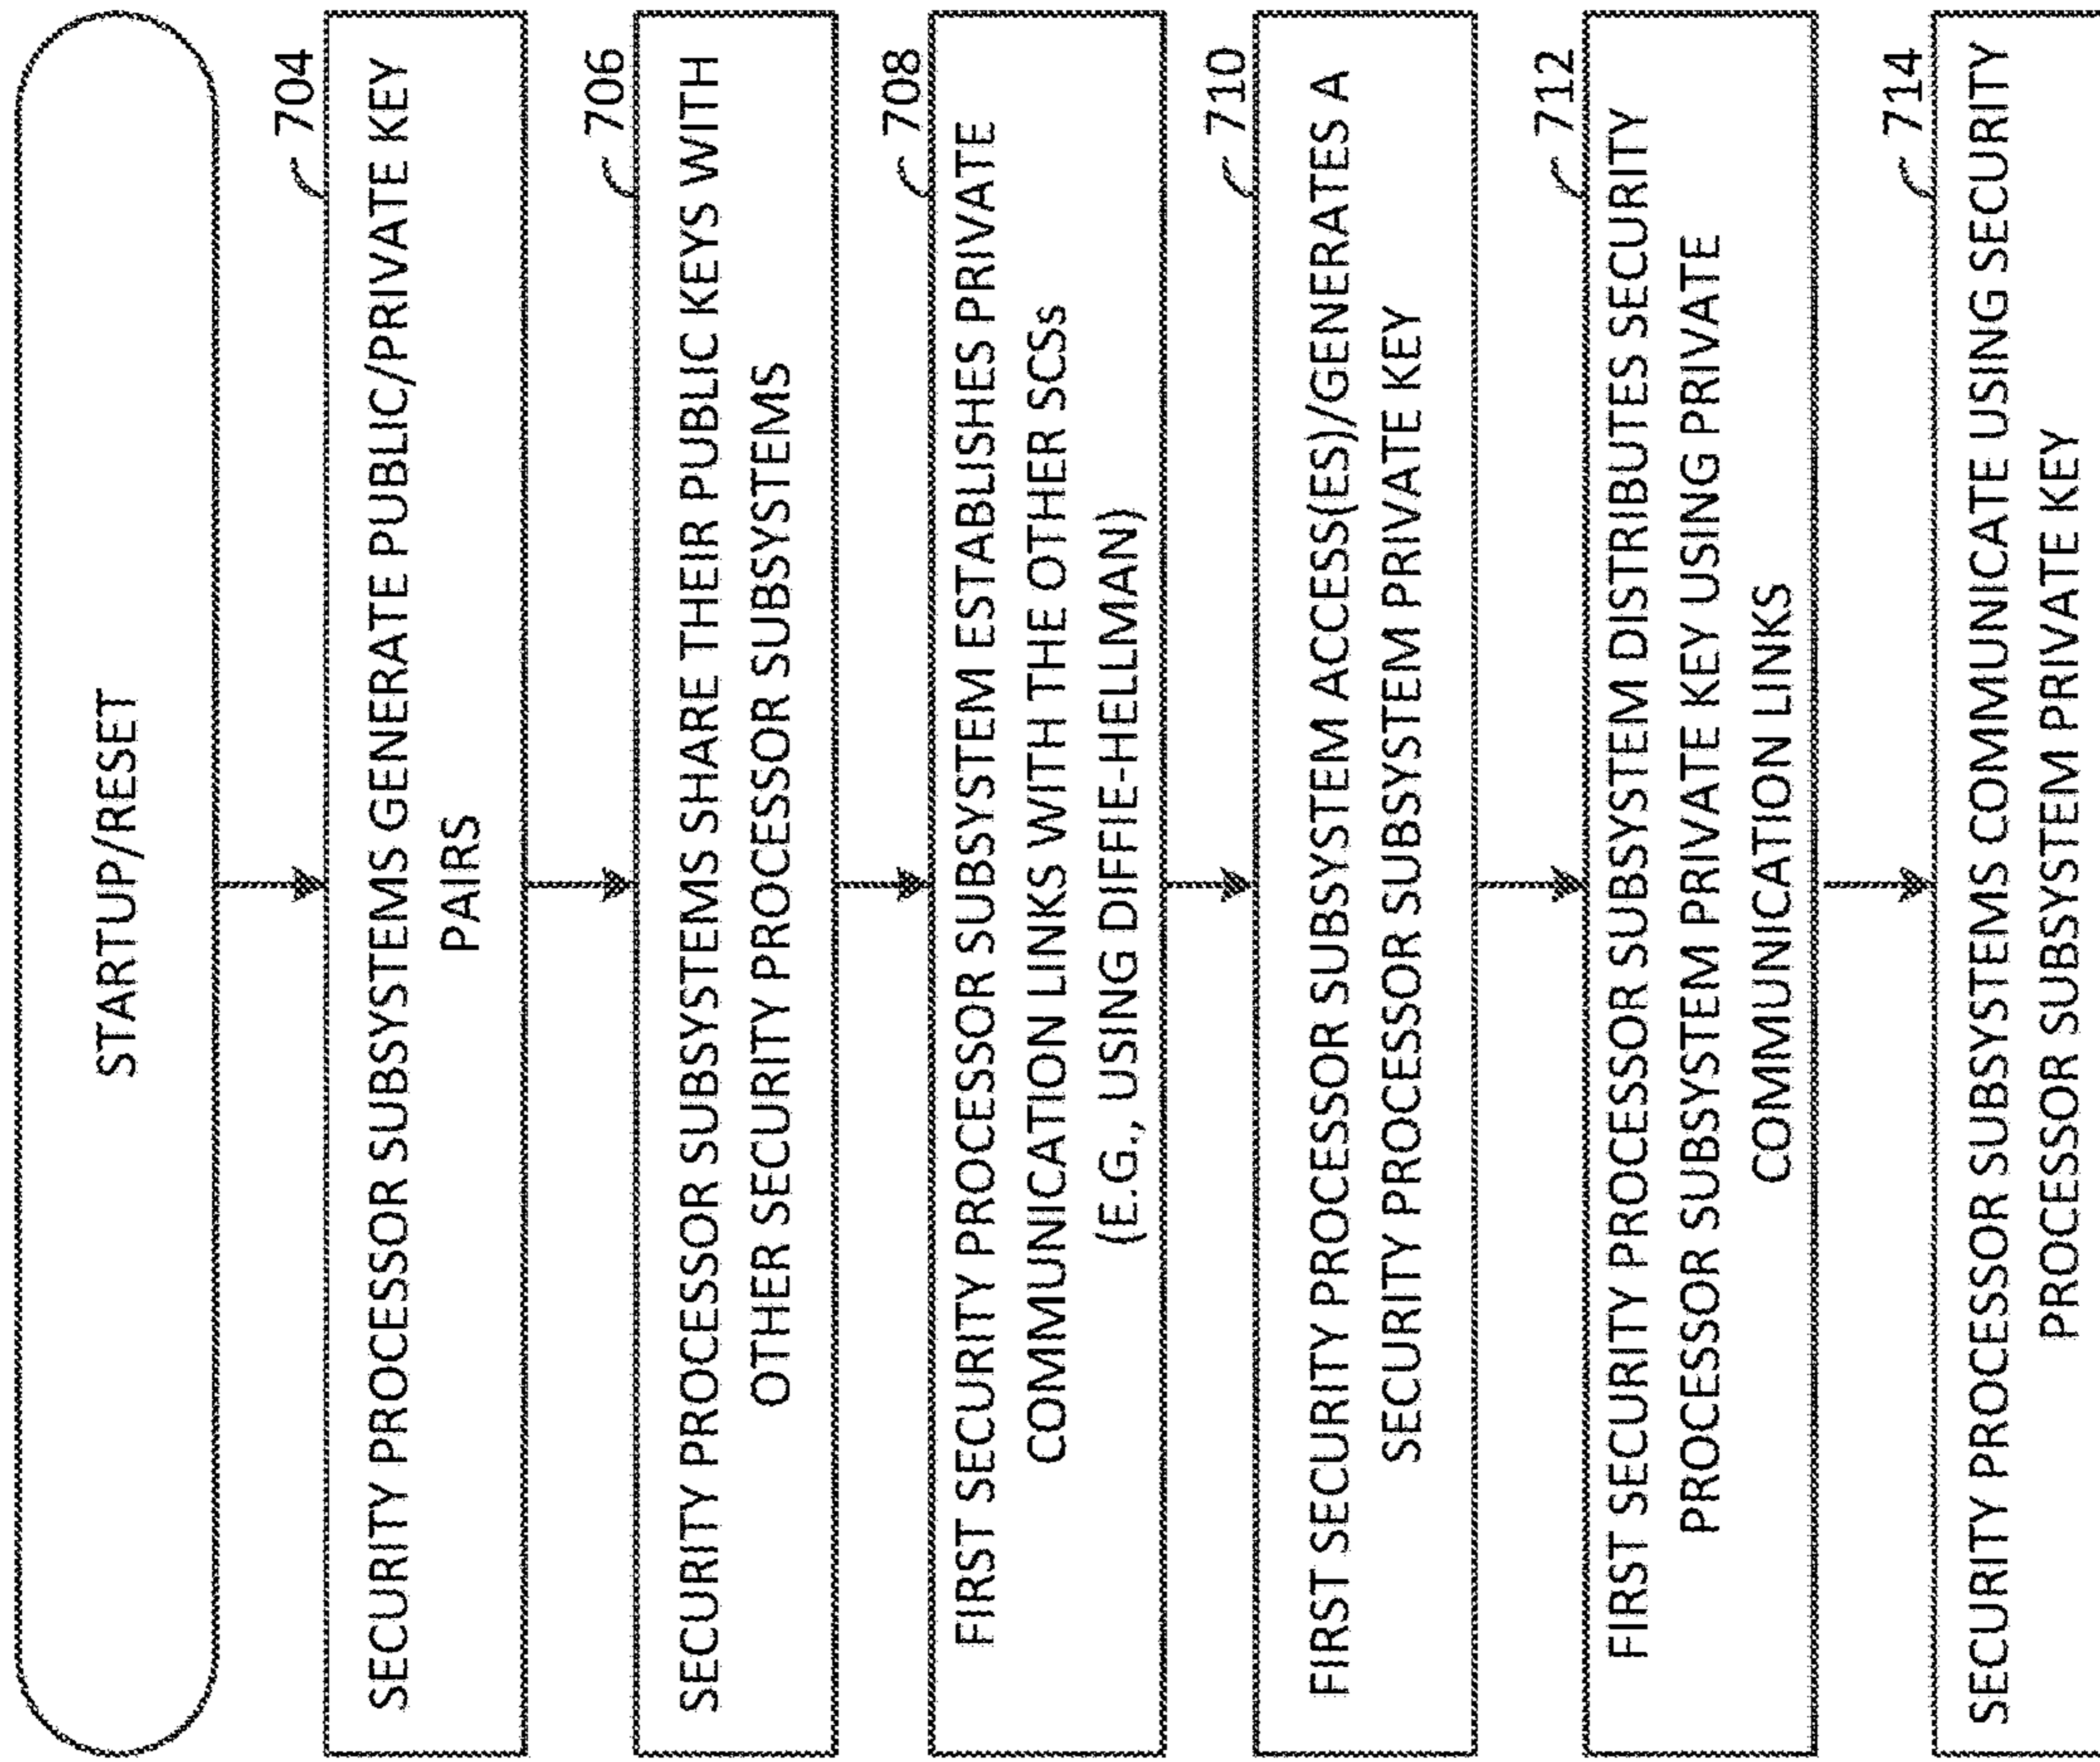 STARTUP/RESET
704
SECURITY PROCESSOR SUBSYSTEMS GENERATE PUBLIC/PRIVATE KEY
PAIRS
706
SECURITY PROCESSOR SUBSYSTEMS SHARE THEIR PUBLIC KEYS WITH
OTHER SECURITY PROCESSOR SUBSYSTEMS
708
FIRST SECURITY PROCESSOR SUBSYSTEM ESTABLISHES PRIVATE
COMMUNICATION LINKS WITH THE OTHER SCSs
(E.G., USING DIFFIE-HELLMAN)
710
FIRST SECURITY PROCESSOR SUBSYSTEM ACCESS(ES)/GENERATES A
SECURITY PROCESSOR SUBSYSTEM PRIVATE KEY
712
FIRST SECURITY PROCESSOR SUBSYSTEM DISTRIBUTES SECURITY
PROCESSOR SUBSYSTEM PRIVATE KEY USING PRIVATE
COMMUNICATION LINKS
714
SECURITY PROCESSOR SUBSYSTEMS COMMUNICATE USING SECURITY
PROCESSOR SUBSYSTEM PRIVATE KEY